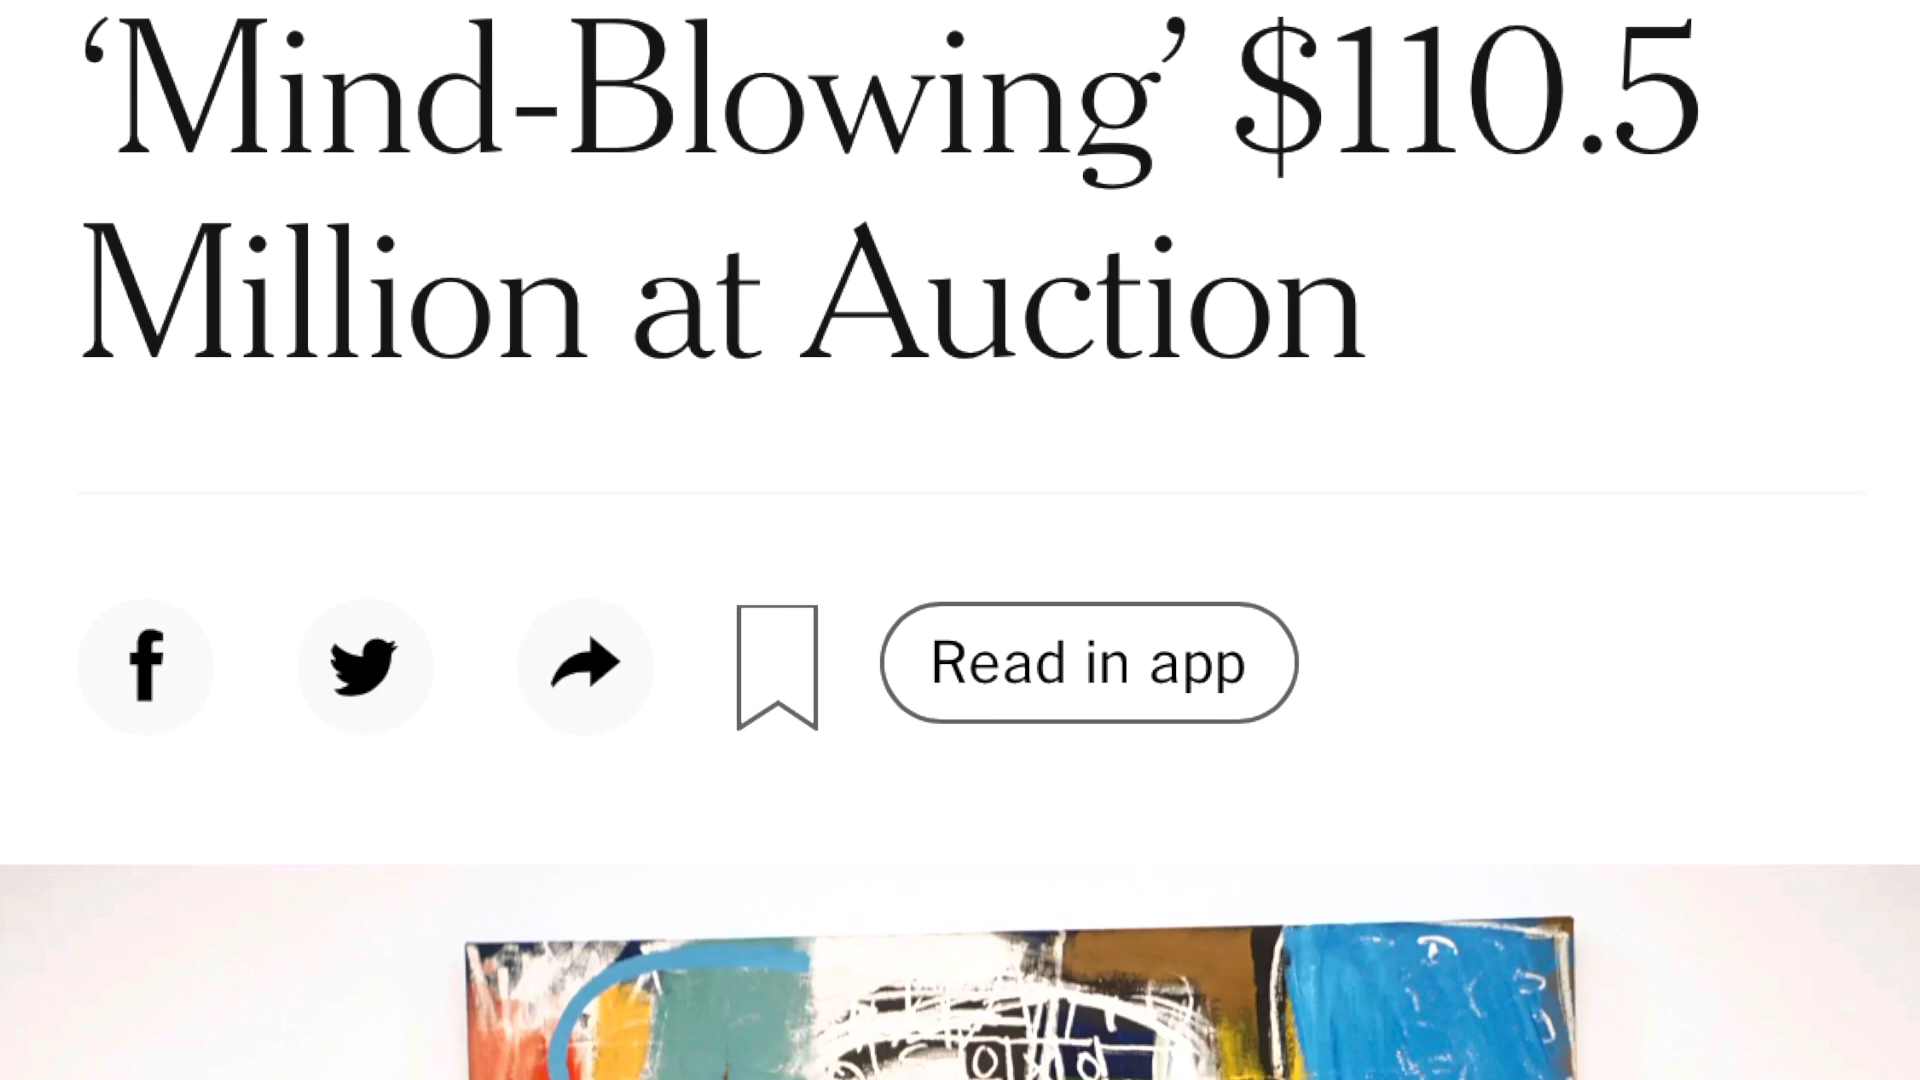 ‘Mind-Blowing’ $110.5
Million at Auction
Read in app